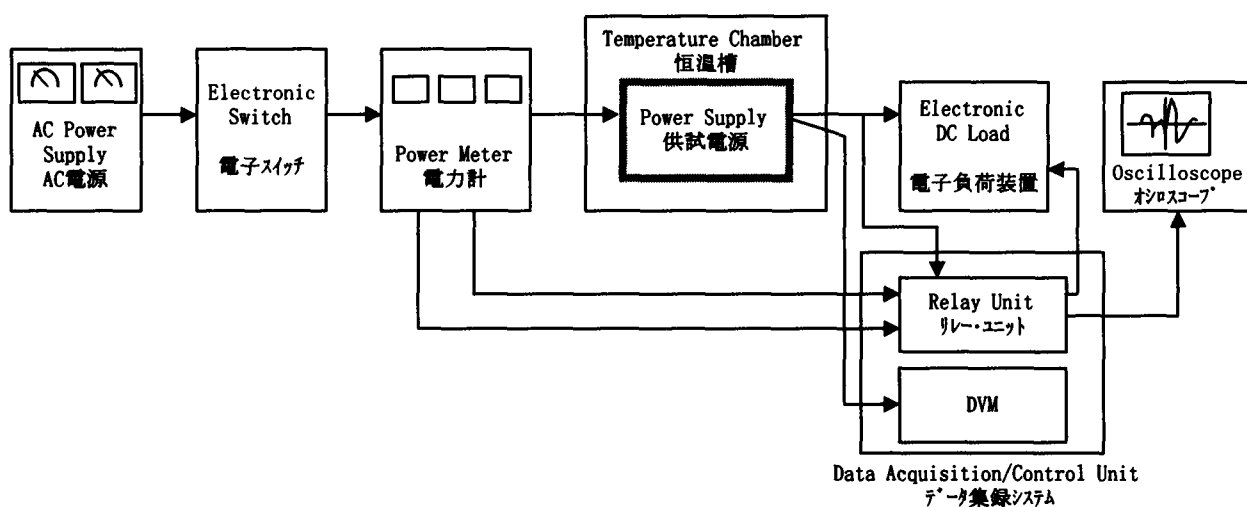 AC Power
Supply
AC電源
Electronic
Switch
電子スイッチ
Power Meter
電力計
Temperature Chamber
恒温槽
Power Supply
供試電源
Electronic
DC Load
電子負荷装置
Oscilloscope
オシロスコープ
Relay Unit
リレー・ユニット
DVM
Data Acquisition/Control Unit
データ集録システム